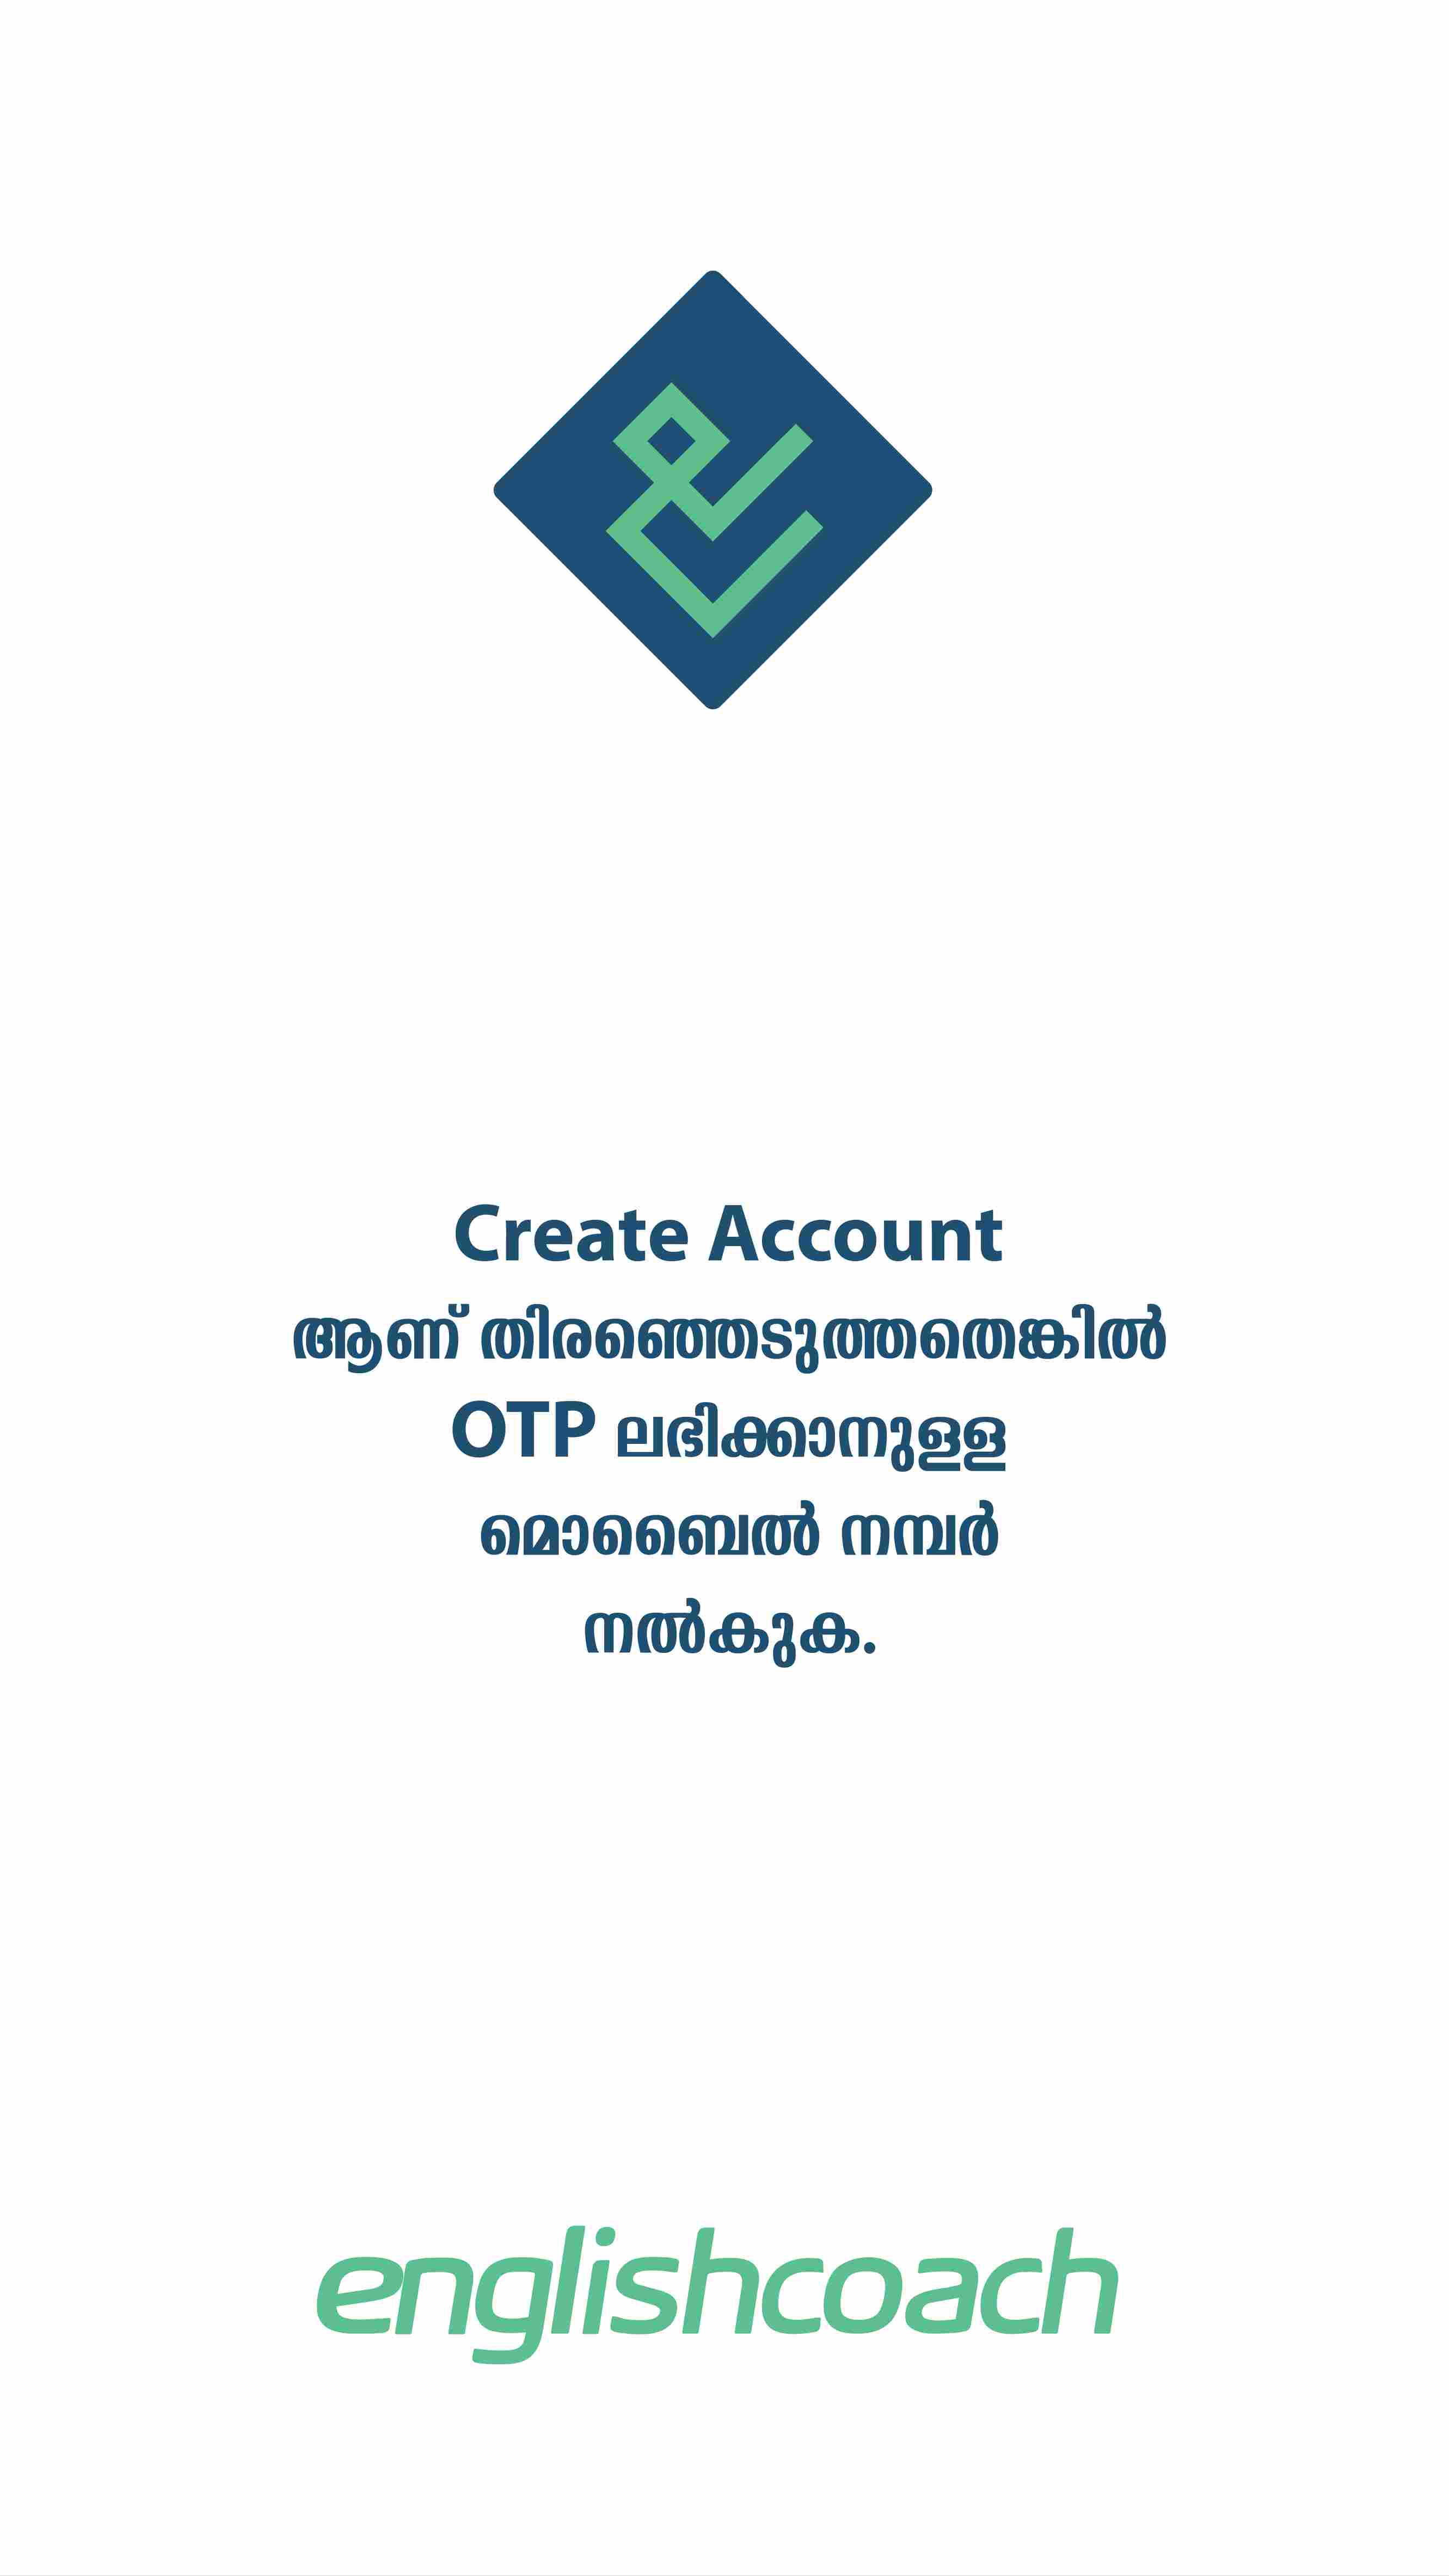 Create Account
ആണ് തിരഞ്ഞെടുത്തതെങ്കിൽ
OTP ലഭിക്കാനുള്ള
മൊബൈൽ നമ്പർ
നൽകുക.
englishcoach